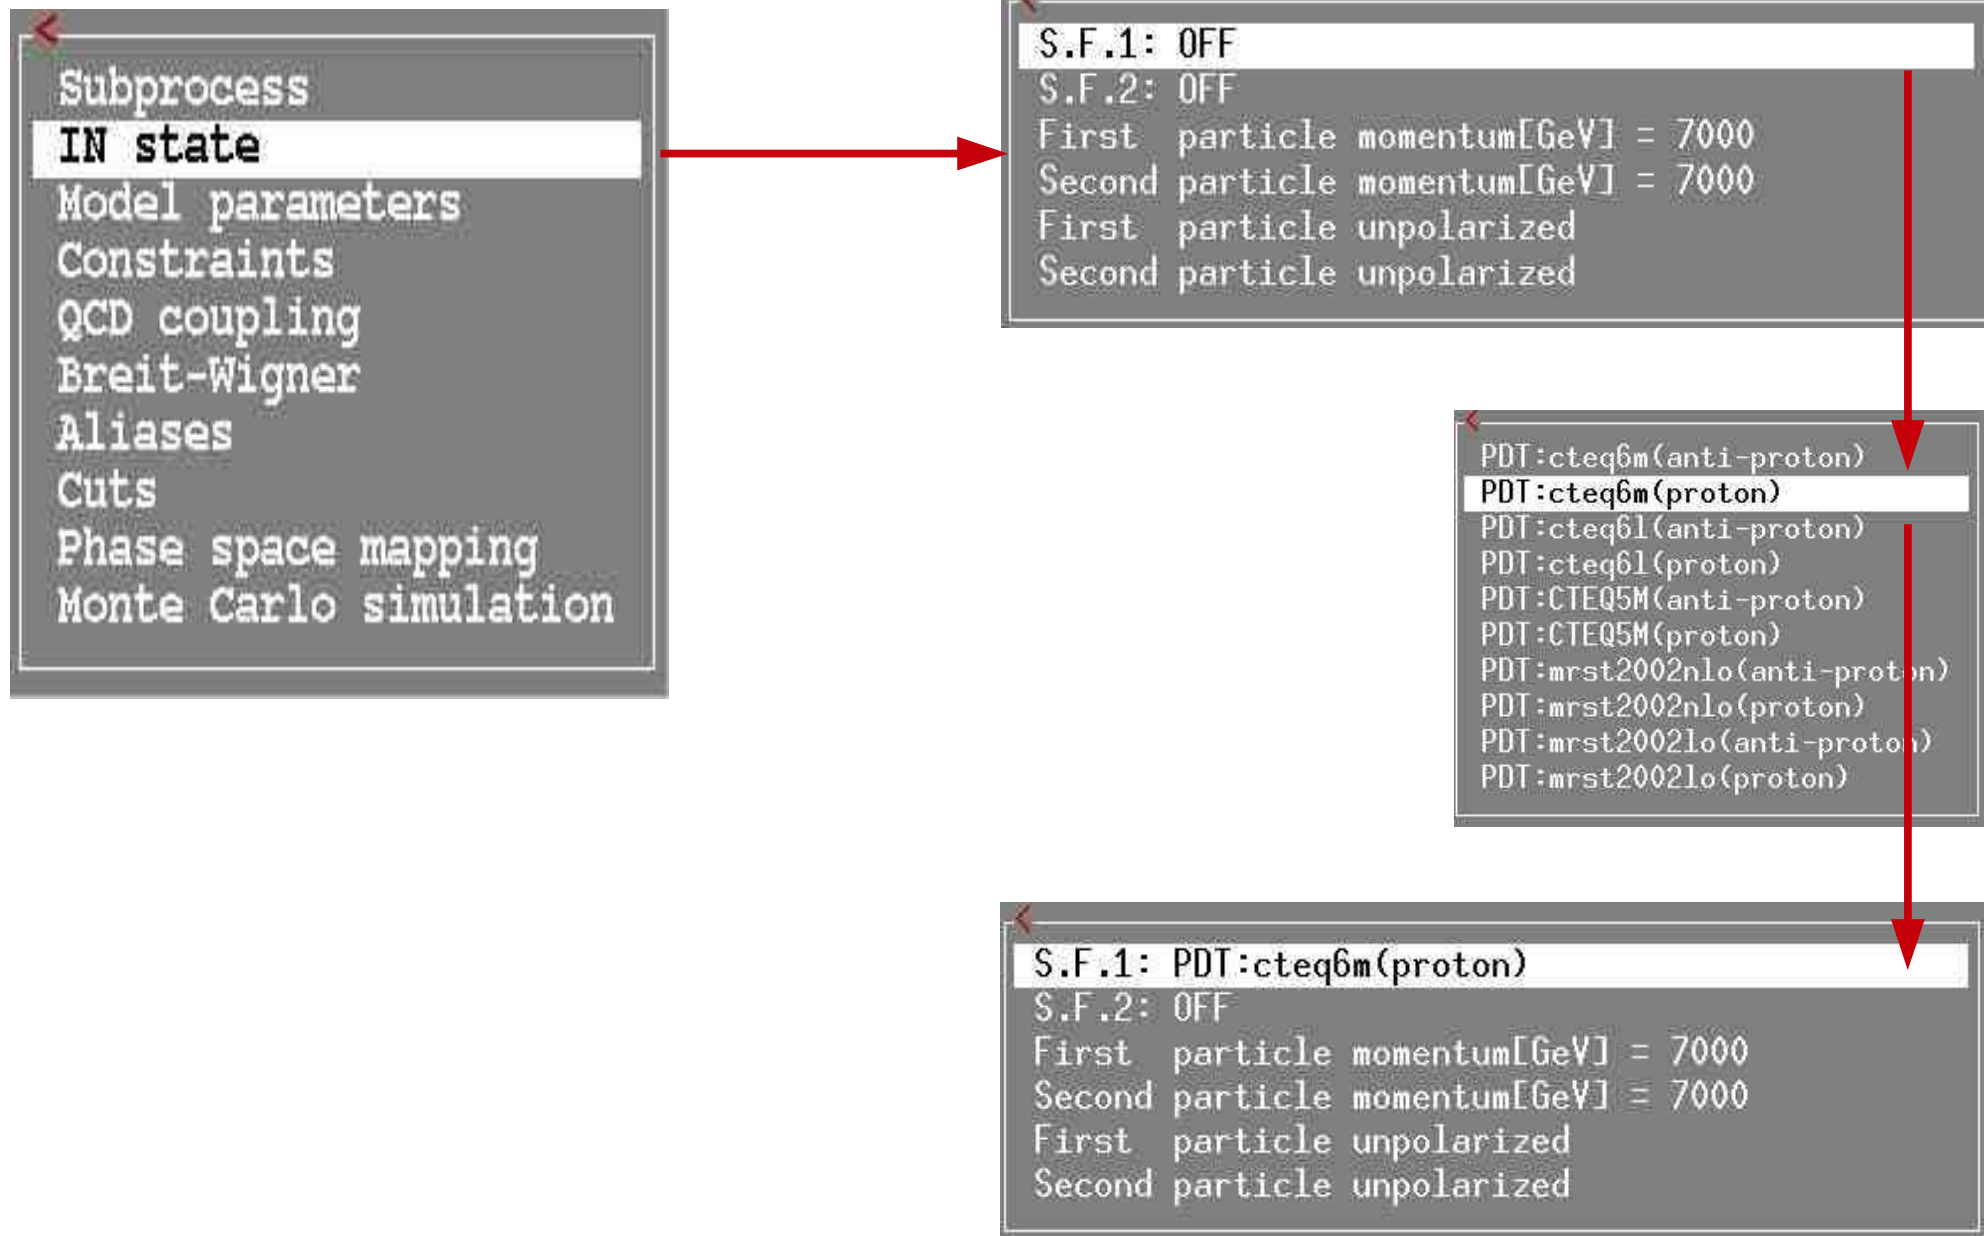 Subprocess
IN state
Model parameters
Constraints
QCD coupling
Breit-Wigner
Aliases
Cuts
Phase space mapping
Monte Carlo simulation
S.F.1: OFF
S.F.2: OFF
First  particle momentum[GeV] = 7000
Second particle momentum[GeV] = 7000
First  particle unpolarized
Second particle unpolarized
PDT:cteq6m(anti-proton)
PDT:cteq6m(proton)
PDT:cteq6l(anti-proton)
PDT:cteq6l(proton)
PDT:CTEQ5M(anti-proton)
PDT:CTEQ5M(proton)
PDT:mrst2002nlo(anti-proton)
PDT:mrst2002nlo(proton)
PDT:mrst2002lo(anti-proton)
PDT:mrst2002lo(proton)
S.F.1: PDT:cteq6m(proton)
S.F.2: OFF
First  particle momentum[GeV] = 7000
Second particle momentum[GeV] = 7000
First  particle unpolarized
Second particle unpolarized